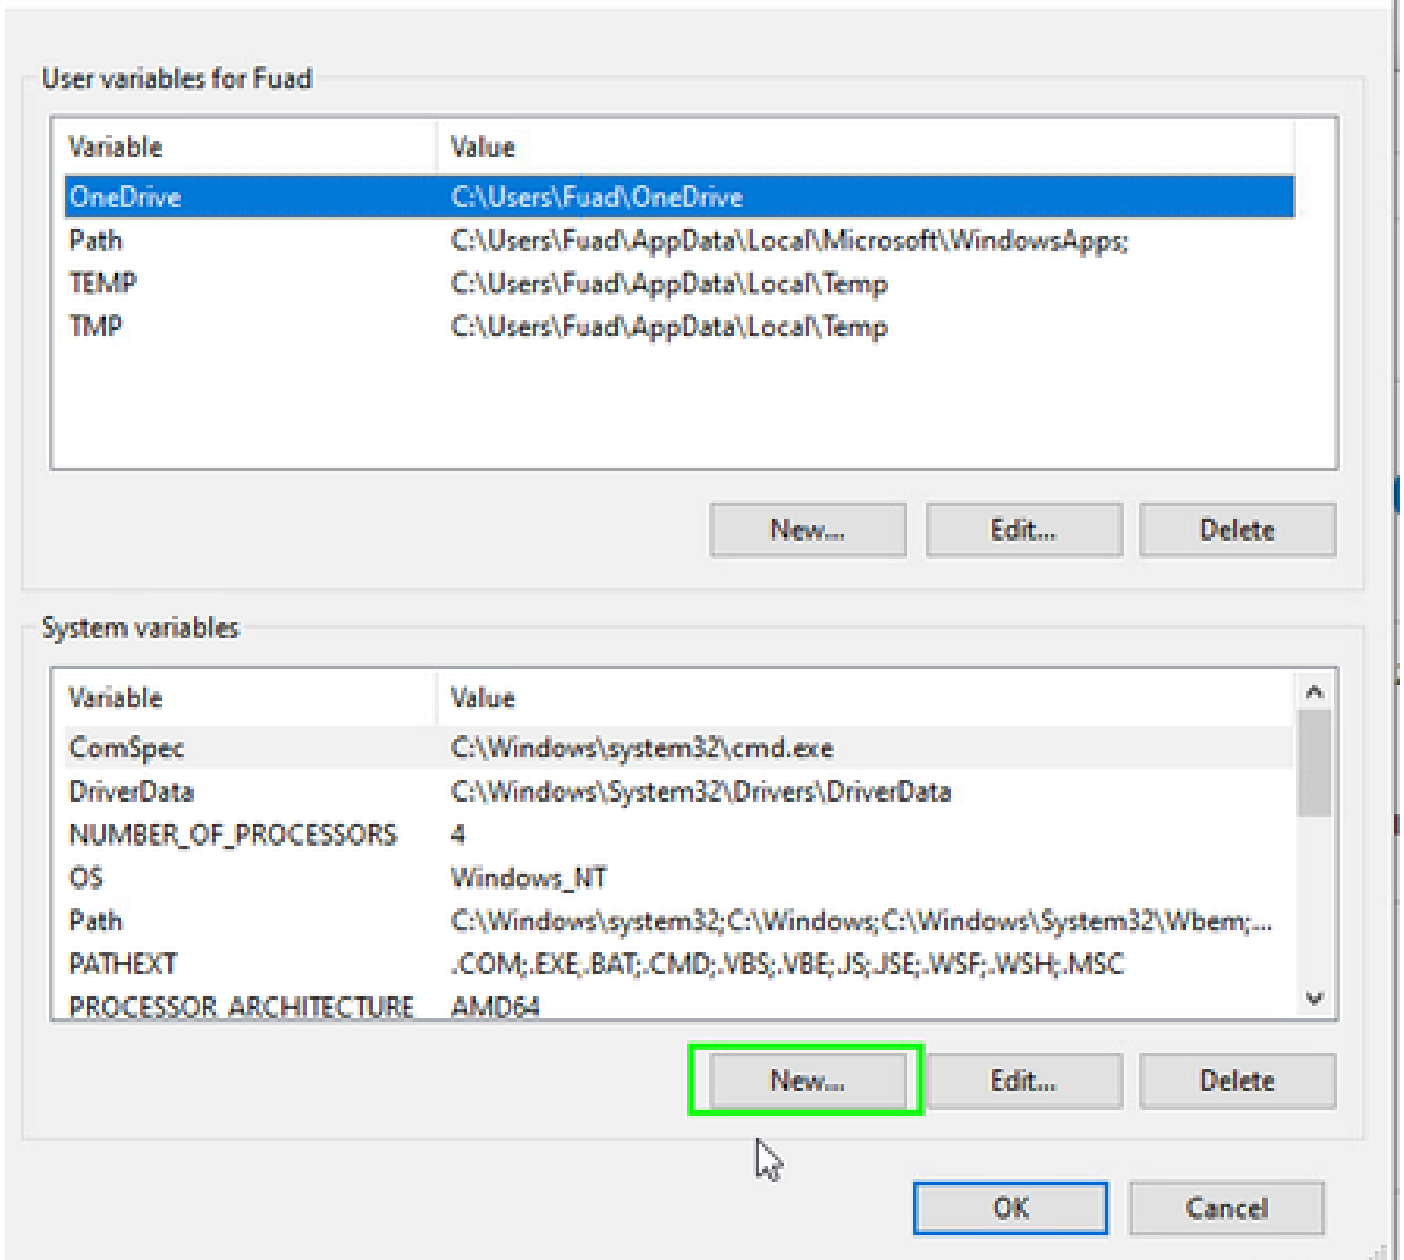 User variables for Fuad
Variable Value
OneDrive C:\Users\Fuad\OneDrive
Path C:\Users\Fuad\AppData\Local\Microsoft\WindowsApps;
TEMP C:\Users\Fuad\AppData\Local\Temp
TMP C:\Users\Fuad\AppData\Local\Temp
New... Edit... Delete
System variables
Variable Value
ComSpec C:\Windows\system32\cmd.exe
DriverData C:\Windows\System32\Drivers\DriverData
NUMBER_OF_PROCESSORS 4
OS Windows_NT
Path C:\Windows\system32;C:\Windows;C:\Windows\System32\Wbem;...
PATHEXT .COM;.EXE;.BAT;.CMD;.VBS;.VBE;.JS;.JSE;.WSF;.WSH;.MSC
PROCESSOR_ARCHITECTURE AMD64
New... Edit... Delete
OK Cancel